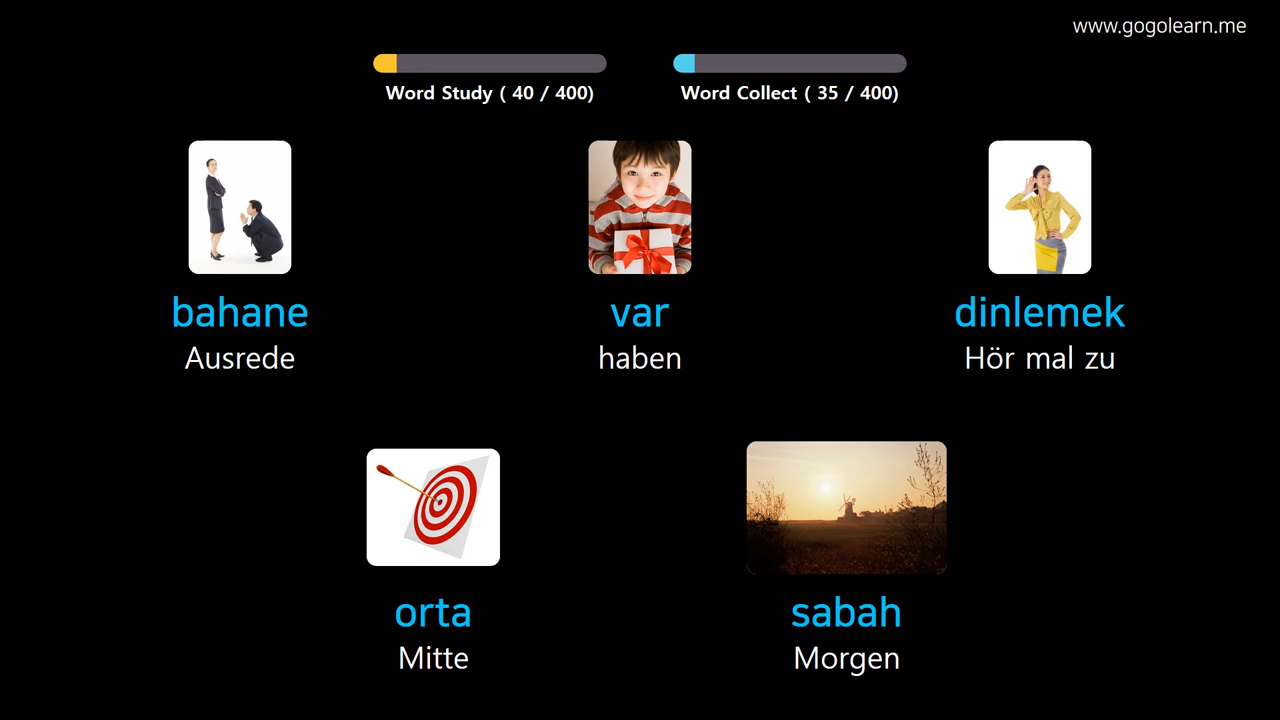 www.gogolearn.me
Word Study ( 40 / 400)
Word Collect ( 35 / 400)
bahane
Ausrede
var
haben
dinlemek
Hör mal zu
orta
Mitte
sabah
Morgen